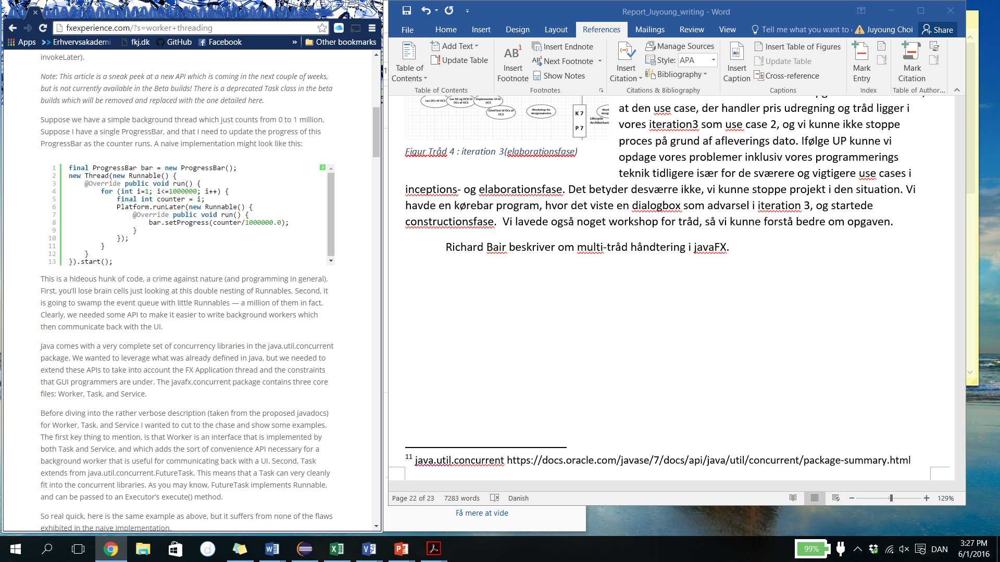 fxexperience.com/?s=worker+threading
Apps
Erhvervsakademi
fkj.dk
GitHub
Facebook
»
Other bookmarks
invokeLater).
Note: This article is a sneak peek at a new API which is coming in the next couple of weeks,
but is not currently available in the Beta builds! There is a deprecated Task class in the beta
builds which will be removed and replaced with the one detailed here.
Suppose we have a simple background thread which just counts from 0 to 1 million.
Suppose I have a single ProgressBar, and that I need to update the progress of this
ProgressBar as the counter runs. A naive implementation might look like this:
1 final ProgressBar bar = new ProgressBar();
2 new Thread(new Runnable() {
3 @Override public void run() {
4 for (int i=1; i<=1000000; i++) {
5 final int counter = i;
6 Platform.runLater(new Runnable() {
7 @Override public void run() {
8 bar.setProgress(counter/1000000.0);
9 }
10 });
11 }
12 }
13 }).start();
?
This is a hideous hunk of code, a crime against nature (and programming in general).
First, you’ll lose brain cells just looking at this double nesting of Runnables. Second, it
is going to swamp the event queue with little Runnables — a million of them in fact.
Clearly, we needed some API to make it easier to write background workers which
then communicate back with the UI.
Java comes with a very complete set of concurrency libraries in the java.util.concurrent
package. We wanted to leverage what was already defined in Java, but we needed to
extend these APIs to take into account the FX Application thread and the constraints
that GUI programmers are under. The javafx.concurrent package contains three core
files: Worker, Task, and Service.
Before diving into the rather verbose description (taken from the proposed javadocs)
for Worker, Task, and Service I wanted to cut to the chase and show some examples.
The first key thing to mention, is that Worker is an interface that is implemented by
both Task and Service, and which adds the sort of convenience API necessary for a
background worker that is useful for communicating back with a UI. Second, Task
extends from java.util.concurrent.FutureTask. This means that a Task can very cleanly
fit into the concurrent libraries. As you may know, FutureTask implements Runnable,
and can be passed to an Executor’s execute() method.
So real quick, here is the same example as above, but it suffers from none of the flaws
exhibited in the naive implementation.
Report_Juyoung_writing - Word
File
Home
Insert
Design
Layout
References
Mailings
Review
View
Tell me what you want to
Juyoung Choi
Share
Table of
Contents
Add Text
Update Table
Table of Contents
AB1
Insert
Footnote
Insert Endnote
Next Footnote
Show Notes
Footnotes
Insert
Citation
Manage Sources
Style: APA
Bibliography
Citations & Bibliography
Insert
Caption
Insert Table of Figures
Update Table
Cross-reference
Captions
Mark
Entry
Index
Mark
Citation
Table of Author...
Lav OCs til UC3
Lav SD og DCD til
OCs af UC3
Implementer UI til
UC3
JUnitTest til OCs af
UC3
Workshop for
designmønstre
K 7
P 7
Lifecycle
Architecture
at den use case, der handler pris udregning og tråd ligger i
vores iteration3 som use case 2, og vi kunne ikke stoppe
proces på grund af afleverings dato. Ifølge UP kunne vi
opdage vores problemer inklusiv vores programmerings
teknik tidligere især for de sværere og vigtigere use cases i
Figur Tråd 4 : iteration 3(elaborationsfase)
inceptions- og elaborationsfase. Det betyder desværre ikke, vi kunne stoppe projekt i den situation. Vi
havde en kørebar program, hvor det viste en dialogbox som advarsel i iteration 3, og startede
constructionsfase.  Vi lavede også noget workshop for tråd, så vi kunne forstå bedre om opgaven.
Richard Bair beskriver om multi-tråd håndtering i javaFX.
11 java.util.concurrent https://docs.oracle.com/javase/7/docs/api/java/util/concurrent/package-summary.html
Page 22 of 23
7283 words
Danish
129%
Få mere at vide
99%
DAN
3:27 PM
6/1/2016